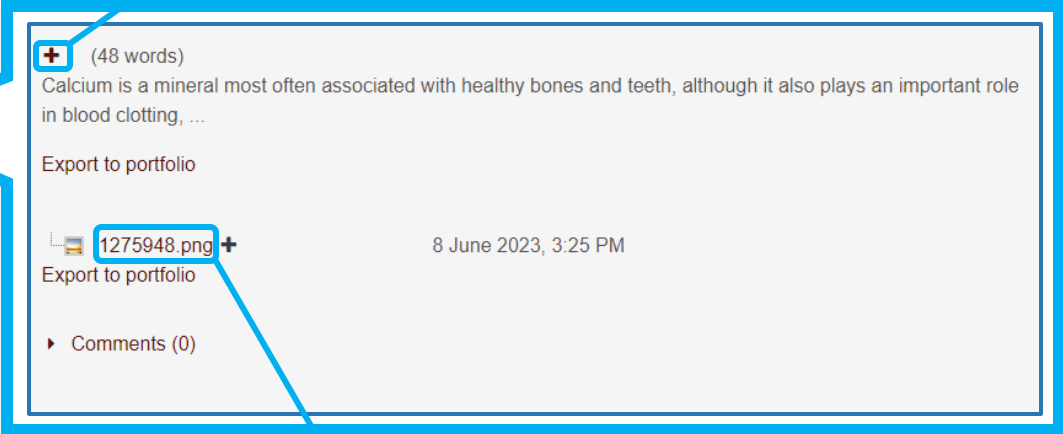 (48 words)
Calcium is a mineral most often associated with healthy bones and teeth, although it also plays an important role
in blood clotting, ...
Export to portfolio
1275948.png 8 June 2023, 3:25 PM
Export to portfolio
Comments (0)